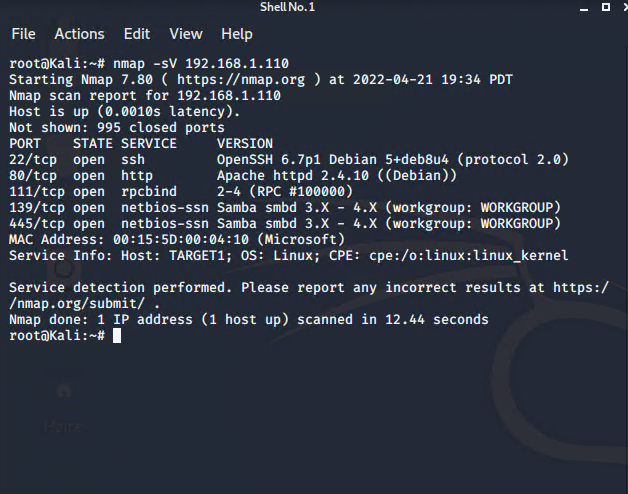 Shell No.1
File Actions Edit View Help
root@Kali:~# nmap -sV 192.168.1.110
Starting Nmap 7.80 ( https://nmap.org ) at 2022-04-21 19:34 PDT
Nmap scan report for 192.168.1.110
Host is up (0.0010s latency).
Not shown: 995 closed ports
PORT    STATE SERVICE     VERSION
22/tcp  open  ssh         OpenSSH 6.7p1 Debian 5+deb8u4 (protocol 2.0)
80/tcp  open  http        Apache httpd 2.4.10 ((Debian))
111/tcp open  rpcbind     2-4 (RPC #100000)
139/tcp open  netbios-ssn Samba smbd 3.X - 4.X (workgroup: WORKGROUP)
445/tcp open  netbios-ssn Samba smbd 3.X - 4.X (workgroup: WORKGROUP)
MAC Address: 00:15:5D:00:04:10 (Microsoft)
Service Info: Host: TARGET1; OS: Linux; CPE: cpe:/o:linux:linux_kernel

Service detection performed. Please report any incorrect results at https:/
/nmap.org/submit/ .
Nmap done: 1 IP address (1 host up) scanned in 12.44 seconds
root@Kali:~#